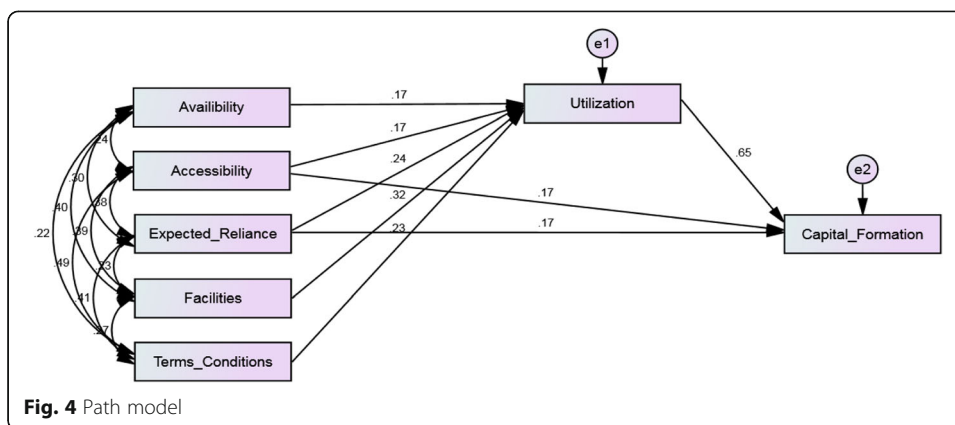 e1
Availibility
.17
Utilization
.24
.17
Accessibility
.65
.30
.24
e2
.38
.40
.32
.17
.39
Expected_Reliance
.23
.17
Capital_Formation
.22
.49
.23
Facilities
.41
.27
Terms_Conditions
Fig. 4 Path model